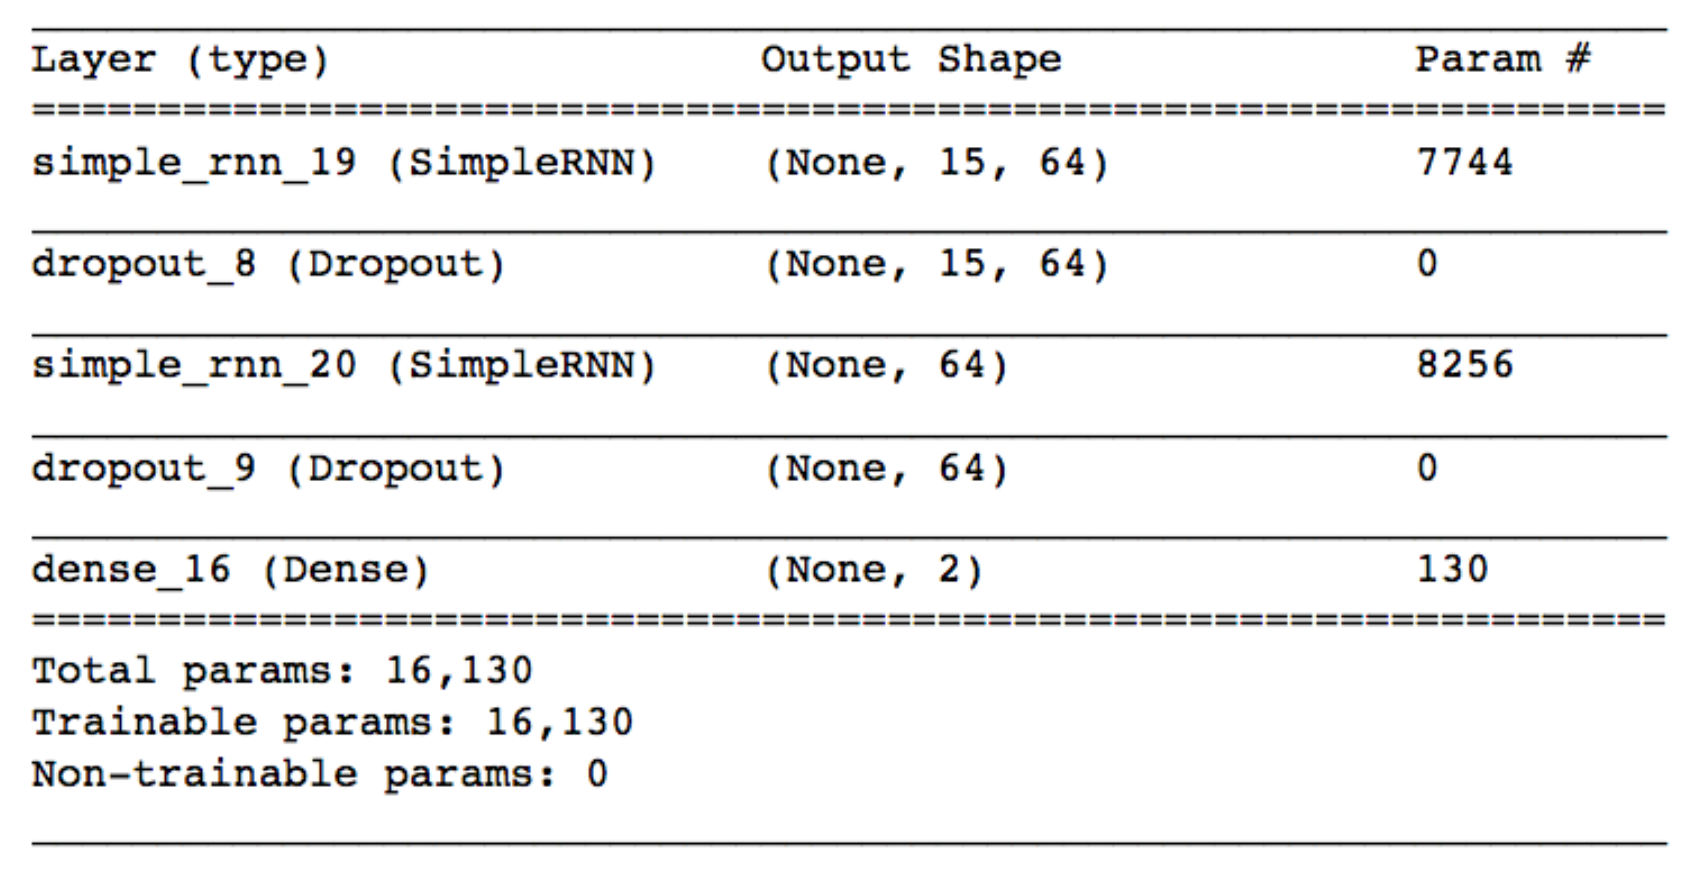 Layer (type) Output Shape Param #
=================================================================
simple_rnn_19 (SimpleRNN) (None, 15, 64) 7744
dropout_8 (Dropout) (None, 15, 64) 0
simple_rnn_20 (SimpleRNN) (None, 64) 8256
dropout_9 (Dropout) (None, 64) 0
dense_16 (Dense) (None, 2) 130
=================================================================
Total params: 16,130
Trainable params: 16,130
Non-trainable params: 0